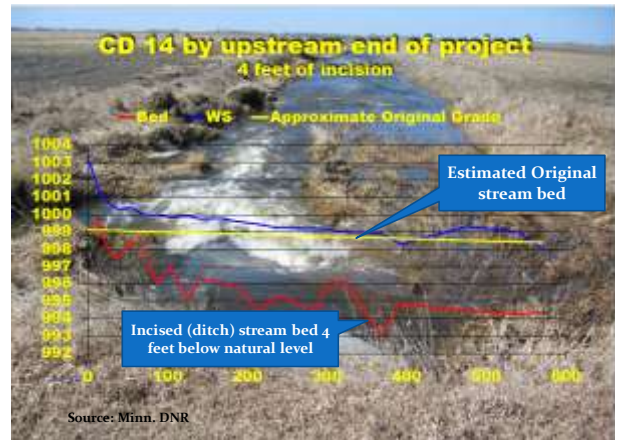 CD 14 by upstream end of project
4 feet of incision
Bed WS Approximate Original Grade
1004
1003
1002
1001
1000
999
998
997
996
995
994
993
992
Estimated Original
stream bed
Incised (ditch) stream bed 4
feet below natural level
0 100 200 300 400 500 600
Source: Minn. DNR